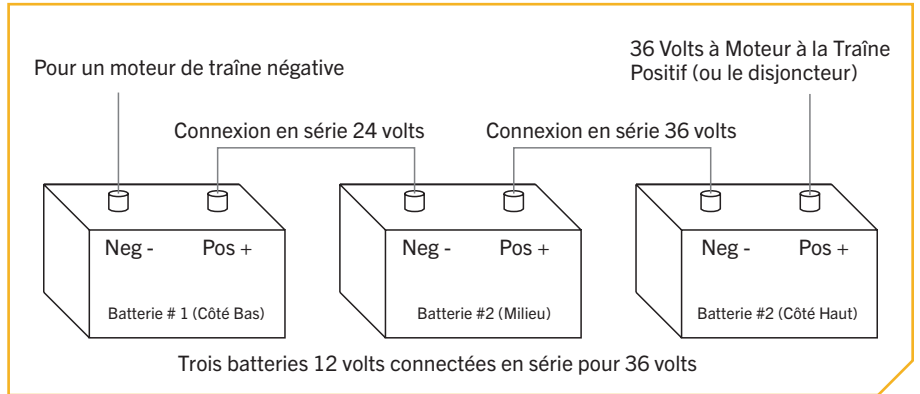 36 Volts à Moteur à la Traîne
Positif (ou le disjoncteur)
Pour un moteur de traîne négative
Connexion en série 24 volts
Connexion en série 36 volts
Neg -
Pos +
Neg -
Pos +
Neg -
Pos +
Batterie # 1 (Côté Bas)
Batterie #2 (Milieu)
Batterie #2 (Côté Haut)
Trois batteries 12 volts connectées en série pour 36 volts